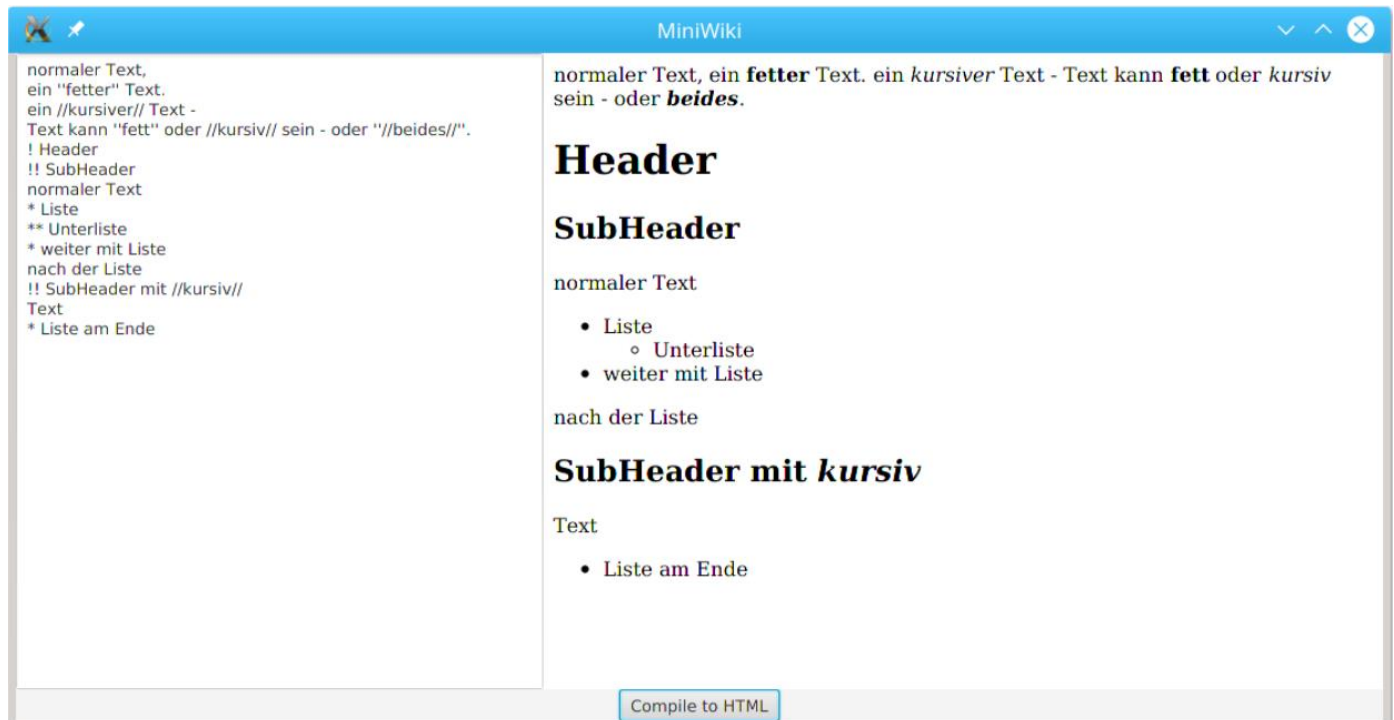 MiniWiki
normaler Text,
ein ''fetter'' Text.
ein //kursiver// Text -
Text kann ''fett'' oder //kursiv// sein - oder ''//beides//''.
! Header
!! SubHeader
normaler Text
* Liste
** Unterliste
* weiter mit Liste
nach der Liste
!! SubHeader mit //kursiv//
Text
* Liste am Ende
normaler Text, ein fetter Text. ein kursiver Text - Text kann fett oder kursiv
sein - oder beides.
Header
SubHeader
normaler Text
• Liste
◦ Unterliste
• weiter mit Liste
nach der Liste
SubHeader mit kursiv
Text
• Liste am Ende
Compile to HTML